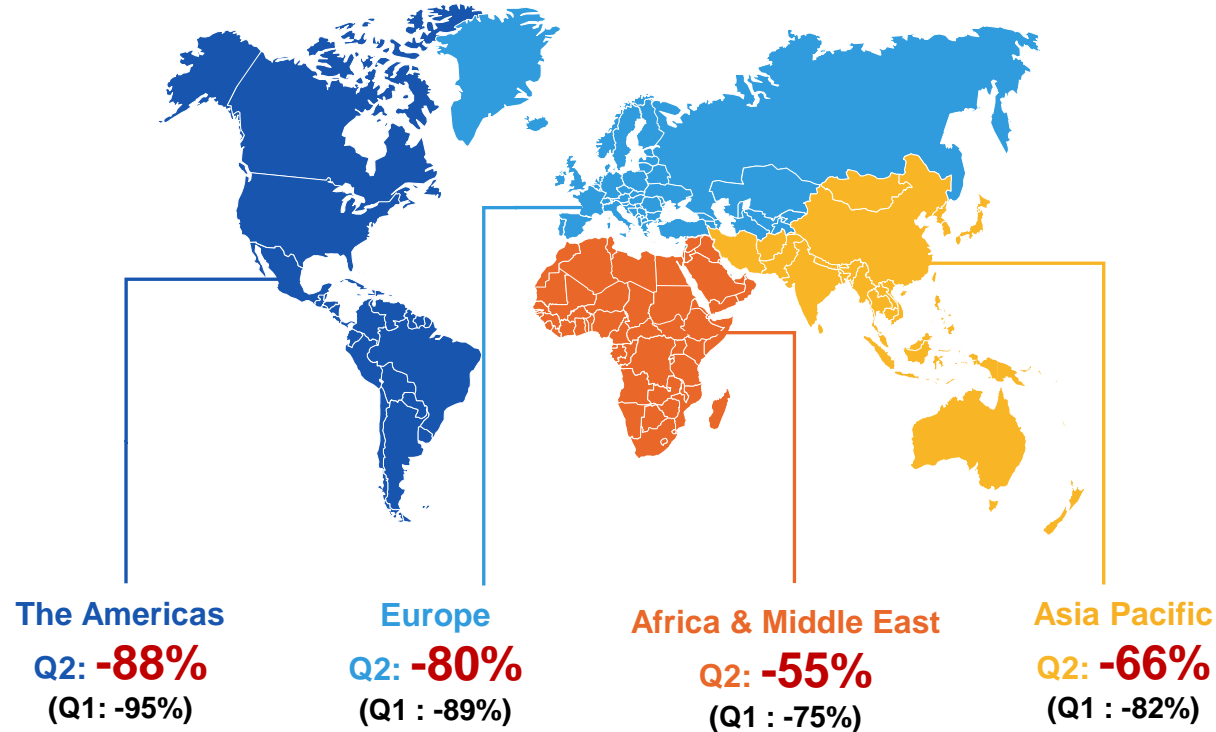 The Americas
Q2: -88%
(Q1: -95%)
Europe
Q2: -80%
(Q1 : -89%)
Africa & Middle East
Q2: -55%
(Q1 : -75%)
Asia Pacific
Q2: -66%
(Q1 : -82%)